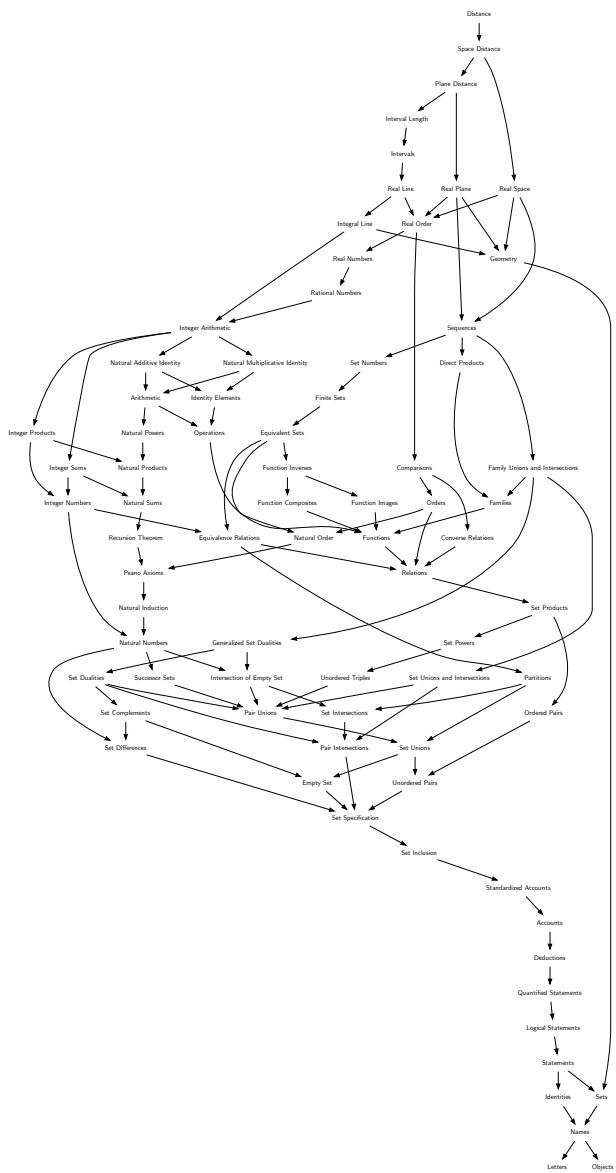 Distance
Space Distance
Plane Distance
Interval Length
Intervals
Real Line
Real Plane
Real Space
Integral Line
Real Order
Real Numbers
Geometry
Rational Numbers
Integer Arithmetic
Sequences
Natural Additive Identity
Natural Multiplicative Identity
Set Numbers
Direct Products
Arithmetic
Identity Elements
Finite Sets
Integer Products
Natural Powers
Operations
Equivalent Sets
Integer Sums
Natural Products
Function Inverses
Comparisons
Family Unions and Intersections
Integer Numbers
Natural Sums
Function Composites
Function Images
Orders
Families
Recursion Theorem
Equivalence Relations
Natural Order
Functions
Converse Relations
Peano Axioms
Relations
Natural Induction
Set Products
Natural Numbers
Generalized Set Dualities
Set Powers
Set Dualities
Successor Sets
Intersection of Empty Set
Unordered Triples
Set Unions and Intersections
Partitions
Set Complements
Pair Unions
Set Intersections
Ordered Pairs
Set Differences
Pair Intersections
Set Unions
Empty Set
Unordered Pairs
Set Specification
Set Inclusion
Standardized Accounts
Accounts
Deductions
Quantified Statements
Logical Statements
Statements
Identities
Sets
Names
Letters
Objects